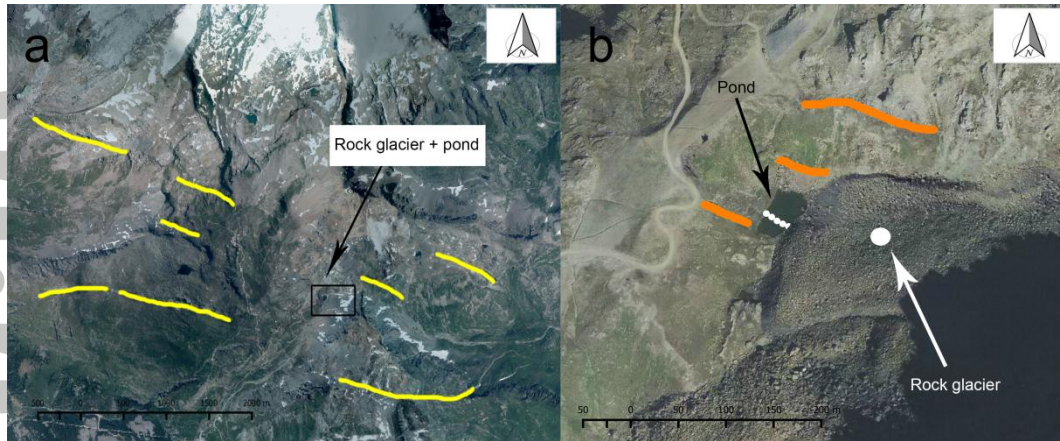 a
N
Rock glacier + pond
500 0 500 1000 1500 2000 m.
b
N
Pond
Rock glacier
50 0 50 100 150 200 m.